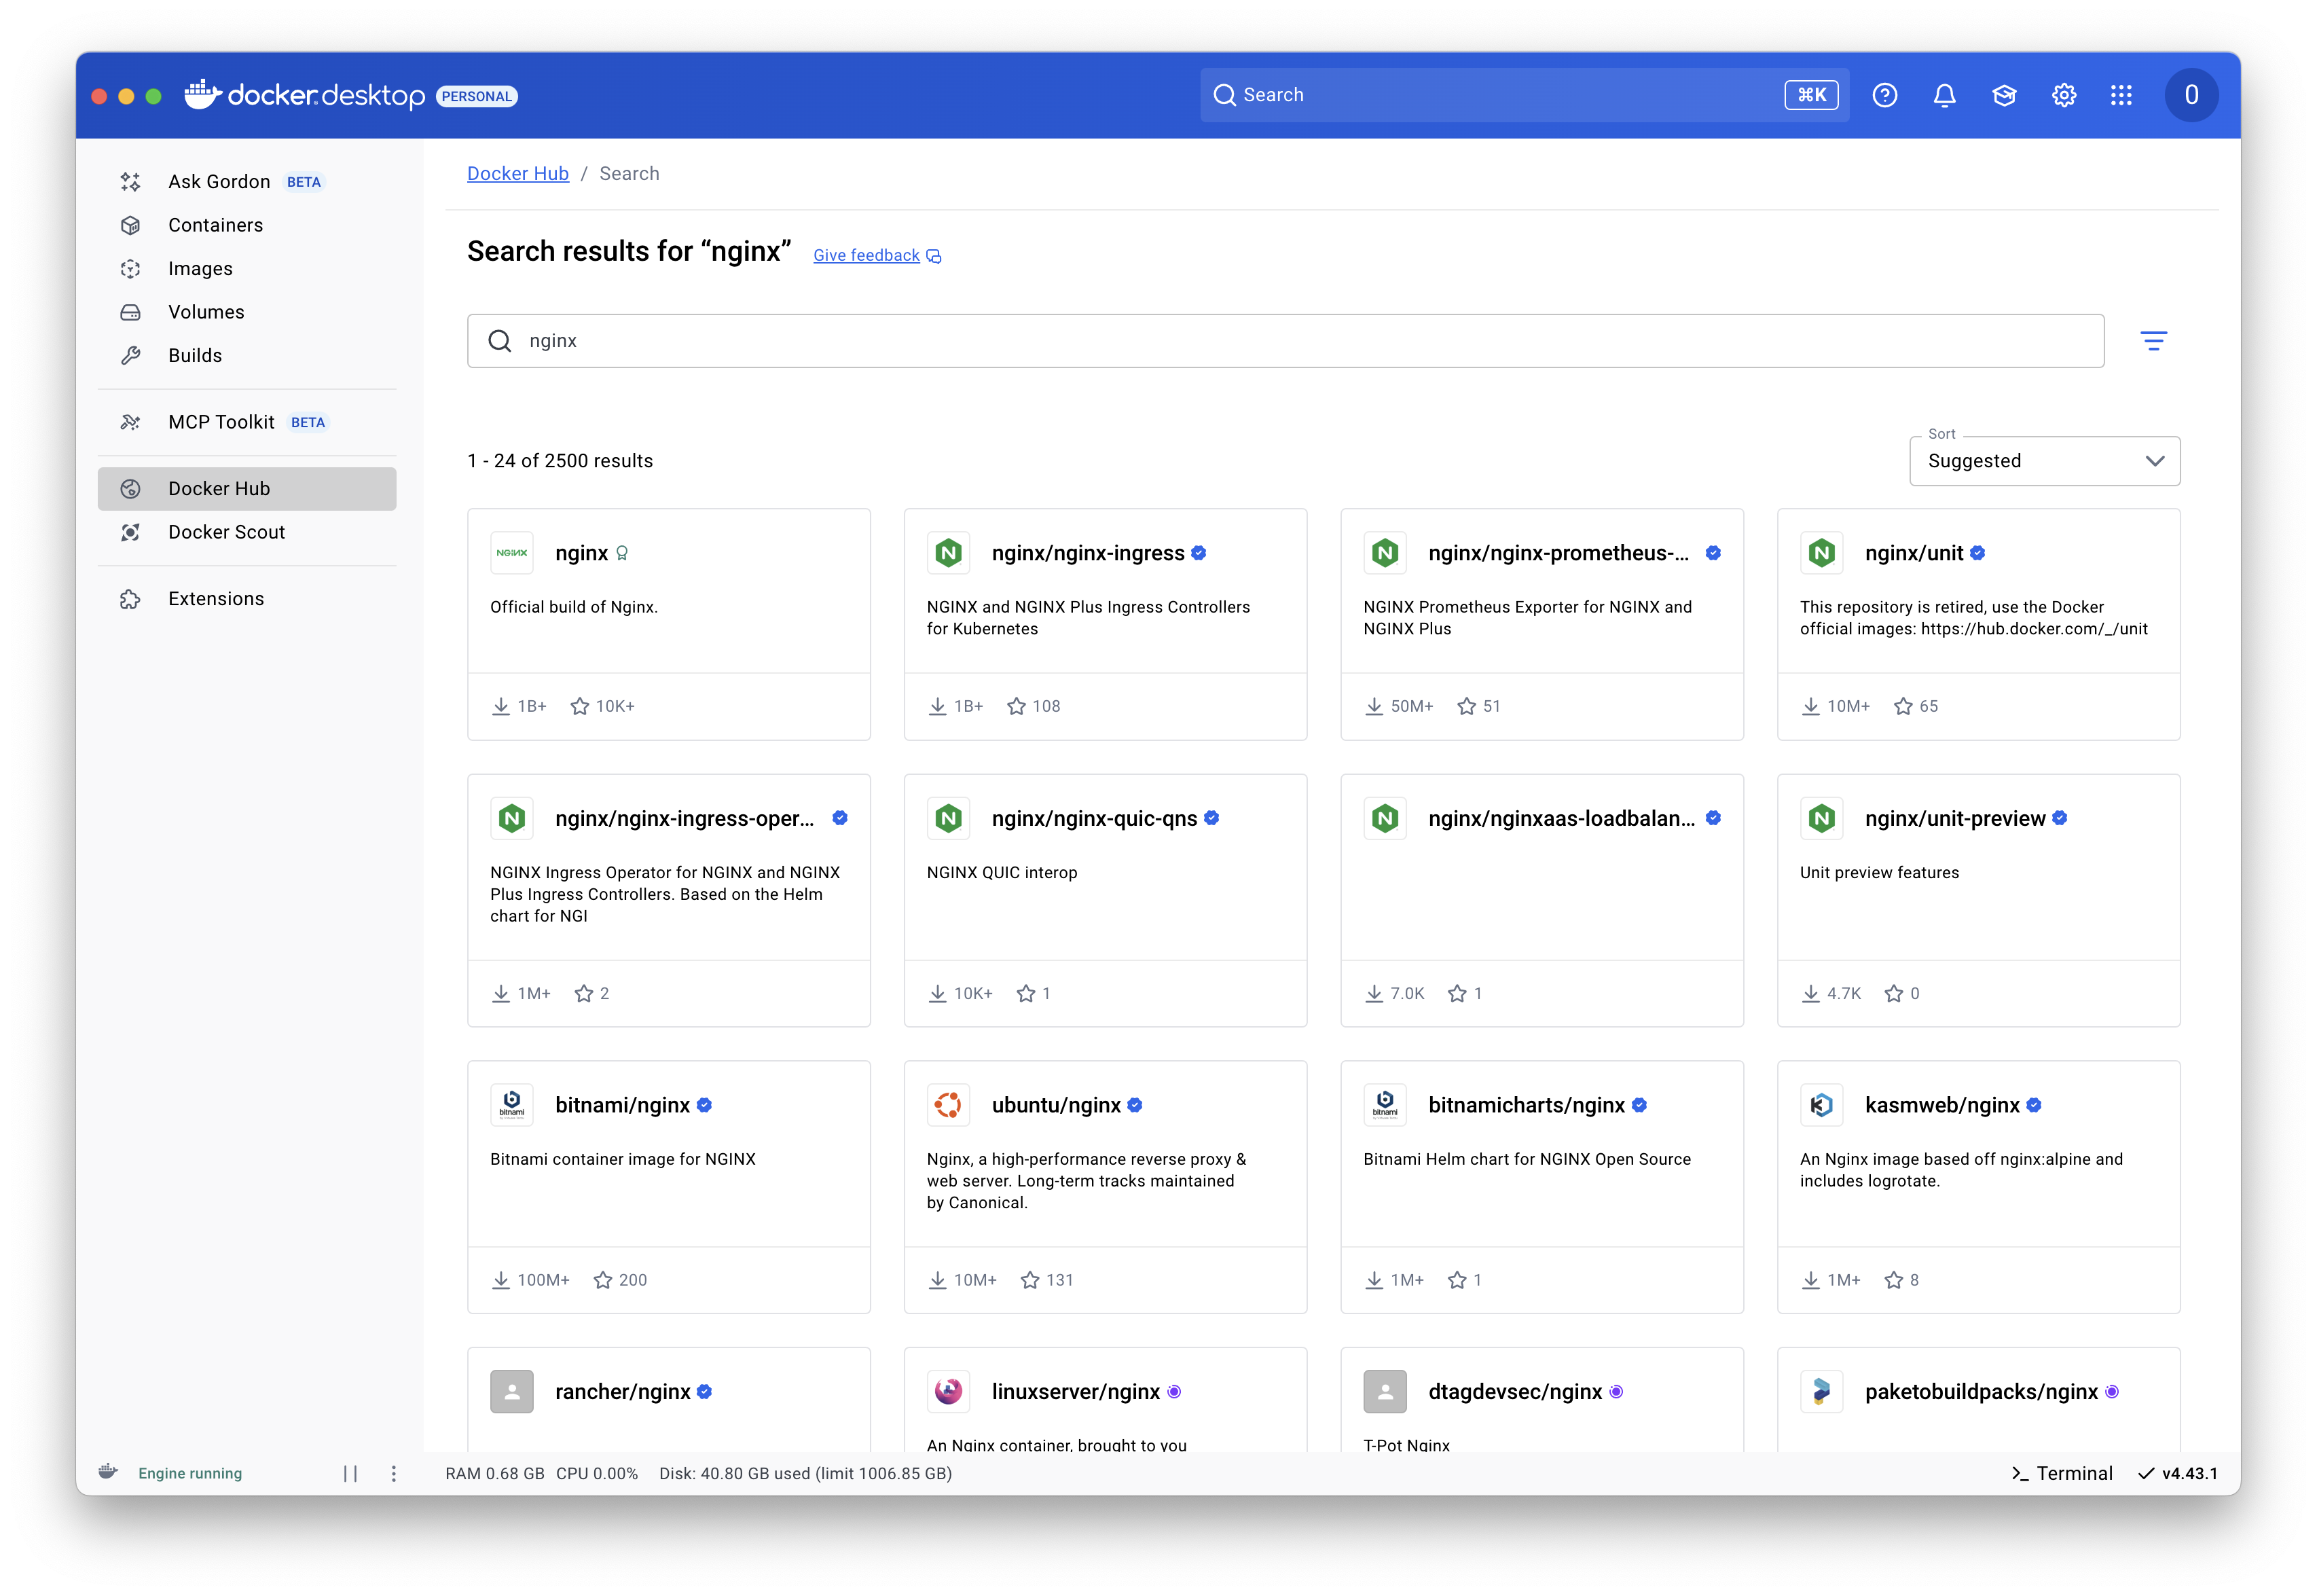 docker.desktop PERSONAL
Search
⌘K
0
Ask Gordon BETA
Containers
Images
Volumes
Builds
MCP Toolkit BETA
Docker Hub
Docker Scout
Extensions
Docker Hub / Search
Search results for “nginx” Give feedback
nginx
1 - 24 of 2500 results
Sort
Suggested
NGINX
nginx
Official build of Nginx.
1B+ 10K+
nginx/nginx-ingress
NGINX and NGINX Plus Ingress Controllers
for Kubernetes
1B+ 108
nginx/nginx-prometheus-...
NGINX Prometheus Exporter for NGINX and
NGINX Plus
50M+ 51
nginx/unit
This repository is retired, use the Docker
official images: https://hub.docker.com/_/unit
10M+ 65
nginx/nginx-ingress-oper...
NGINX Ingress Operator for NGINX and NGINX
Plus Ingress Controllers. Based on the Helm
chart for NGI
1M+ 2
nginx/nginx-quic-qns
NGINX QUIC interop
10K+ 1
nginx/nginxaas-loadbalan...
7.0K 1
nginx/unit-preview
Unit preview features
4.7K 0
bitnami
bitnami/nginx
Bitnami container image for NGINX
100M+ 200
ubuntu/nginx
Nginx, a high-performance reverse proxy &
web server. Long-term tracks maintained
by Canonical.
10M+ 131
bitnami
bitnamicharts/nginx
Bitnami Helm chart for NGINX Open Source
1M+ 1
kasmweb/nginx
An Nginx image based off nginx:alpine and
includes logrotate.
1M+ 8
rancher/nginx
linuxserver/nginx
An Nginx container, brought to you
dtagdevsec/nginx
T-Pot Nginx
paketobuildpacks/nginx
Engine running
RAM 0.68 GB CPU 0.00% Disk: 40.80 GB used (limit 1006.85 GB)
Terminal
v4.43.1